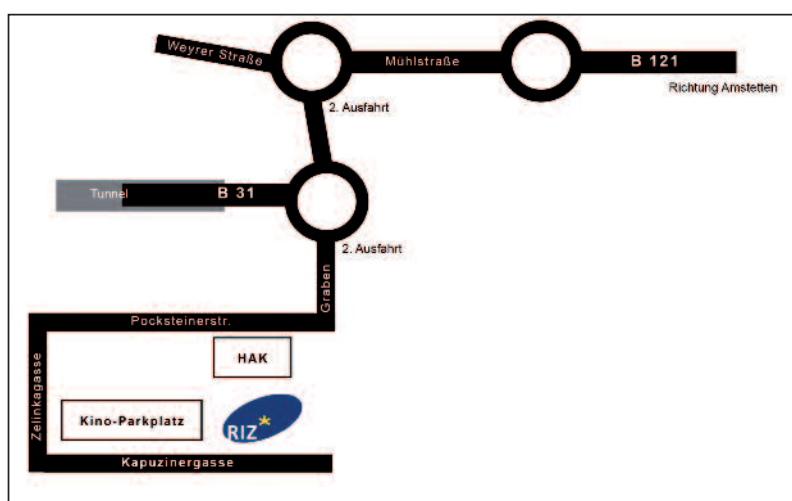 Weyrer Straße
Mühlstraße
B 121
Richtung Amstetten
2. Ausfahrt
Tunnel
B 31
2. Ausfahrt
Graben
Pocksteinerstr.
HAK
Zelinkagasse
Kino-Parkplatz
RIZ*
Kapuzinergasse